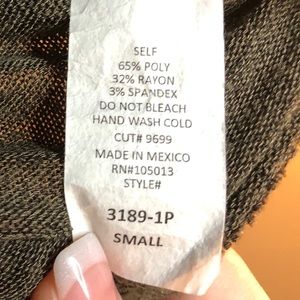 SELF
65% POLY
32% RAYON
3% SPANDEX
DO NOT BLEACH
HAND WASH COLD
CUT# 9699
MADE IN MEXICO
RN#105013
STYLE#
3189-1P
SMALL